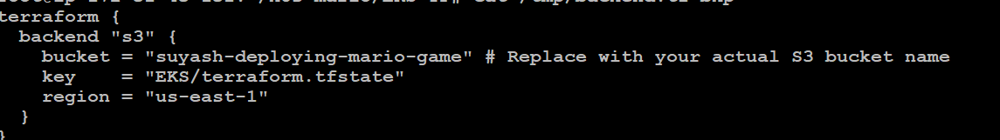 terraform {
  backend "s3" {
    bucket = "suyash-deploying-mario-game" # Replace with your actual S3 bucket name
    key    = "EKS/terraform.tfstate"
    region = "us-east-1"
  }
}